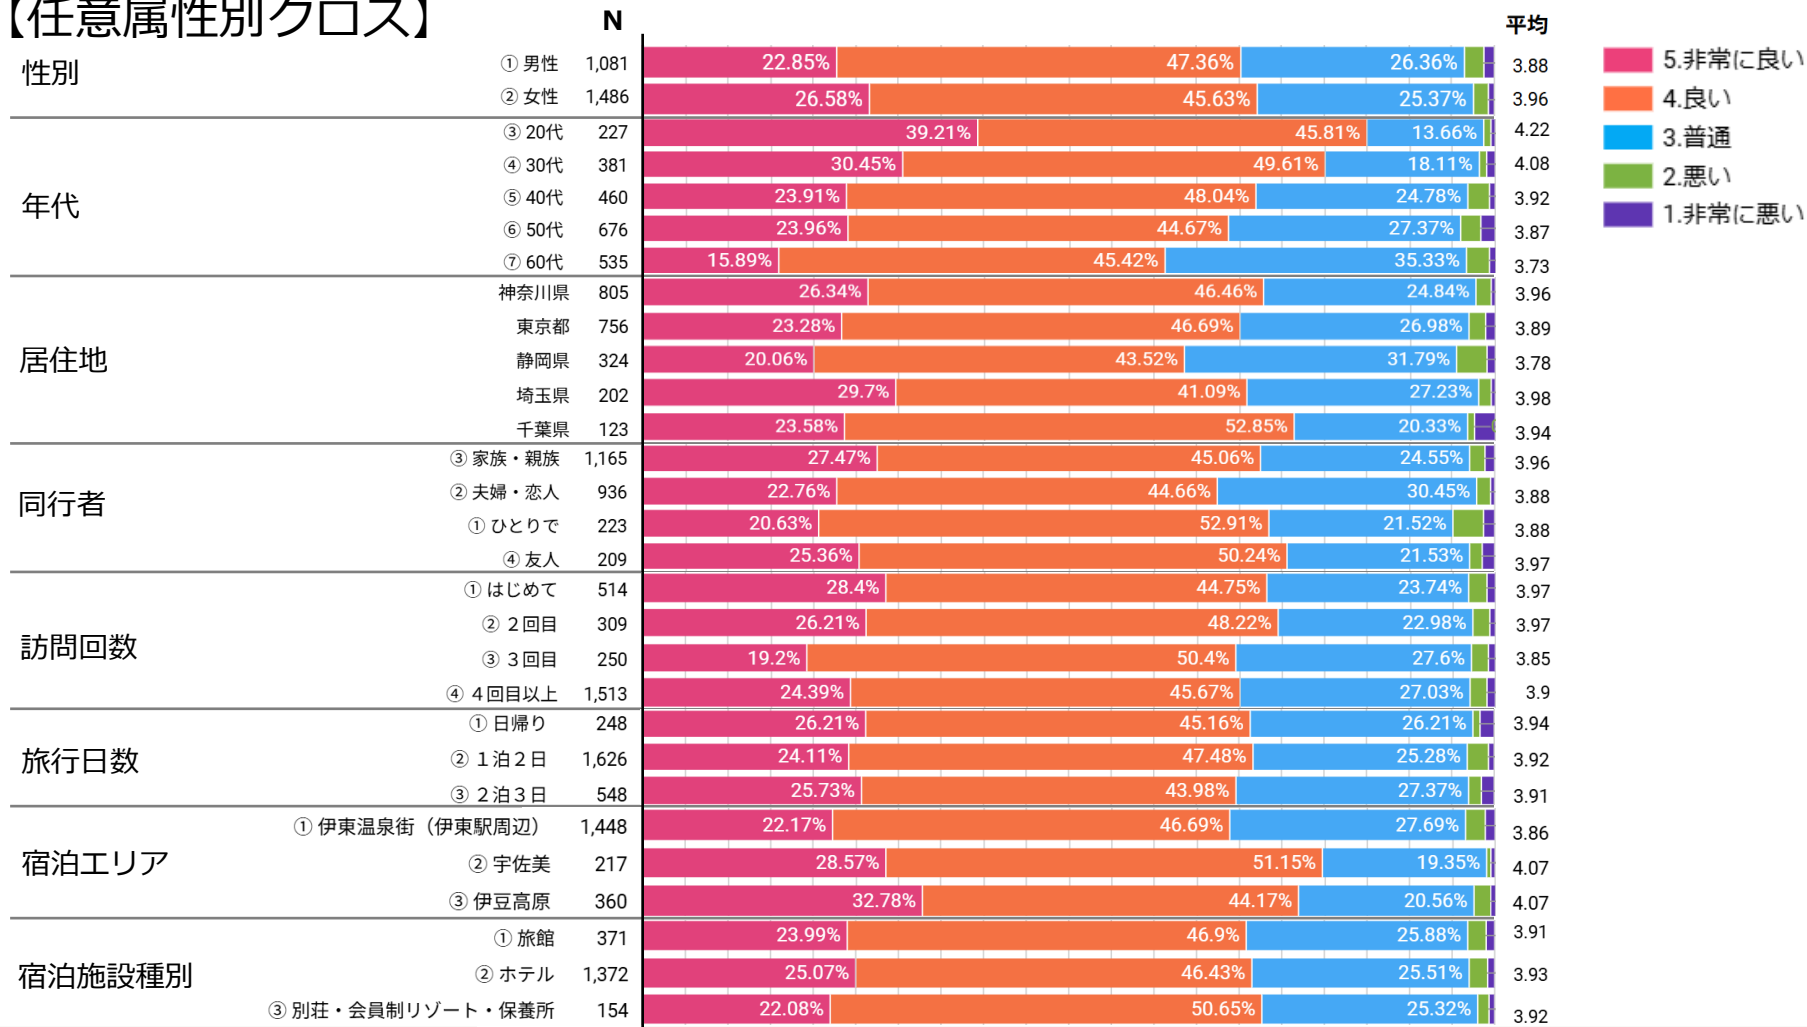 【任意属性別クロス】
N
平均
性別
① 男性 1,081 22.85% 47.36% 26.36% 3.88
② 女性 1,486 26.58% 45.63% 25.37% 3.96
年代
③ 20代 227 39.21% 45.81% 13.66% 4.22
④ 30代 381 30.45% 49.61% 18.11% 4.08
⑤ 40代 460 23.91% 48.04% 24.78% 3.92
⑥ 50代 676 23.96% 44.67% 27.37% 3.87
⑦ 60代 535 15.89% 45.42% 35.33% 3.73
居住地
神奈川県 805 26.34% 46.46% 24.84% 3.96
東京都 756 23.28% 46.69% 26.98% 3.89
静岡県 324 20.06% 43.52% 31.79% 3.78
埼玉県 202 29.7% 41.09% 27.23% 3.98
千葉県 123 23.58% 52.85% 20.33% 3.94
同行者
③ 家族・親族 1,165 27.47% 45.06% 24.55% 3.96
② 夫婦・恋人 936 22.76% 44.66% 30.45% 3.88
① ひとりで 223 20.63% 52.91% 21.52% 3.88
④ 友人 209 25.36% 50.24% 21.53% 3.97
訪問回数
① はじめて 514 28.4% 44.75% 23.74% 3.97
② ２回目 309 26.21% 48.22% 22.98% 3.97
③ ３回目 250 19.2% 50.4% 27.6% 3.85
④ ４回目以上 1,513 24.39% 45.67% 27.03% 3.9
旅行日数
① 日帰り 248 26.21% 45.16% 26.21% 3.94
② １泊２日 1,626 24.11% 47.48% 25.28% 3.92
③ ２泊３日 548 25.73% 43.98% 27.37% 3.91
宿泊エリア
① 伊東温泉街（伊東駅周辺） 1,448 22.17% 46.69% 27.69% 3.86
② 宇佐美 217 28.57% 51.15% 19.35% 4.07
③ 伊豆高原 360 32.78% 44.17% 20.56% 4.07
宿泊施設種別
① 旅館 371 23.99% 46.9% 25.88% 3.91
② ホテル 1,372 25.07% 46.43% 25.51% 3.93
③ 別荘・会員制リゾート・保養所 154 22.08% 50.65% 25.32% 3.92
5.非常に良い
4.良い
3.普通
2.悪い
1.非常に悪い